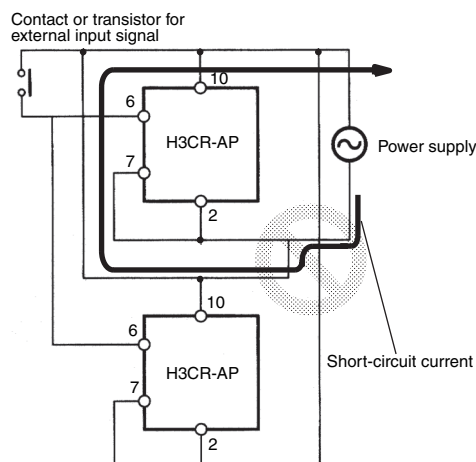 Contact or transistor for
external input signal
10
6
H3CR-AP
7
2
Power supply
10
6
H3CR-AP
7
2
Short-circuit current